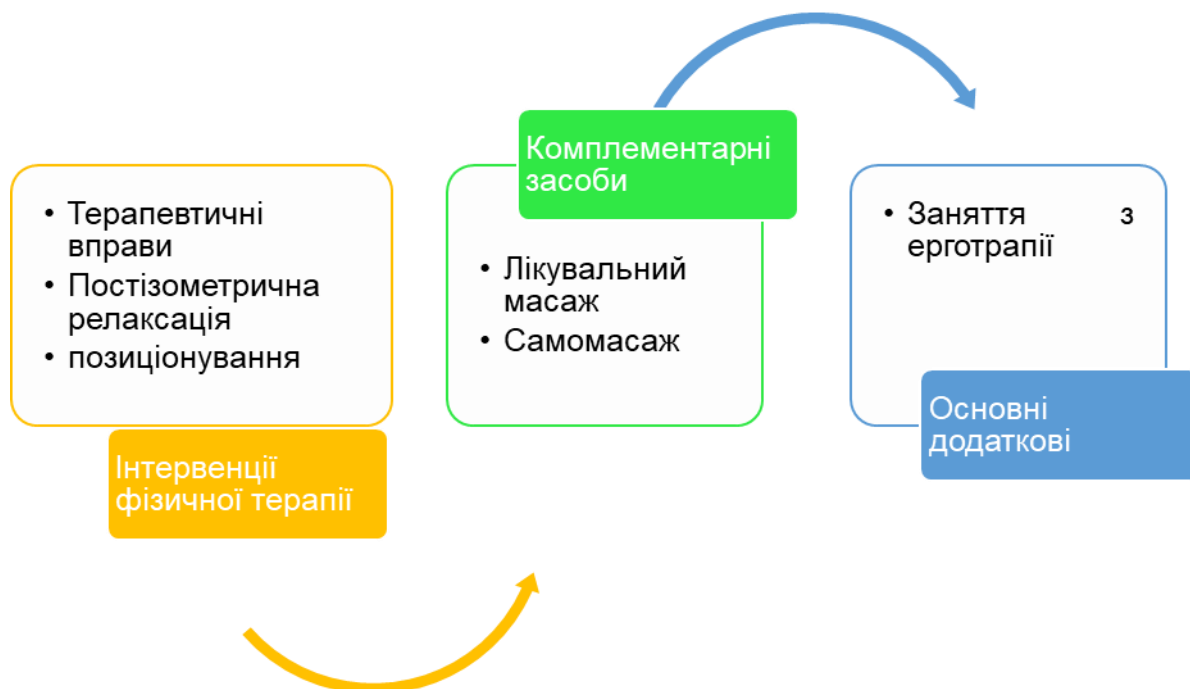 • Терапевтичні
вправи
• Постізометрична
релаксація
• позиціонування
Інтервенції
фізичної терапії
Комплементарні
засоби
• Лікувальний
масаж
• Самомасаж
• Заняття з
ерготрапії
Основні
додаткові